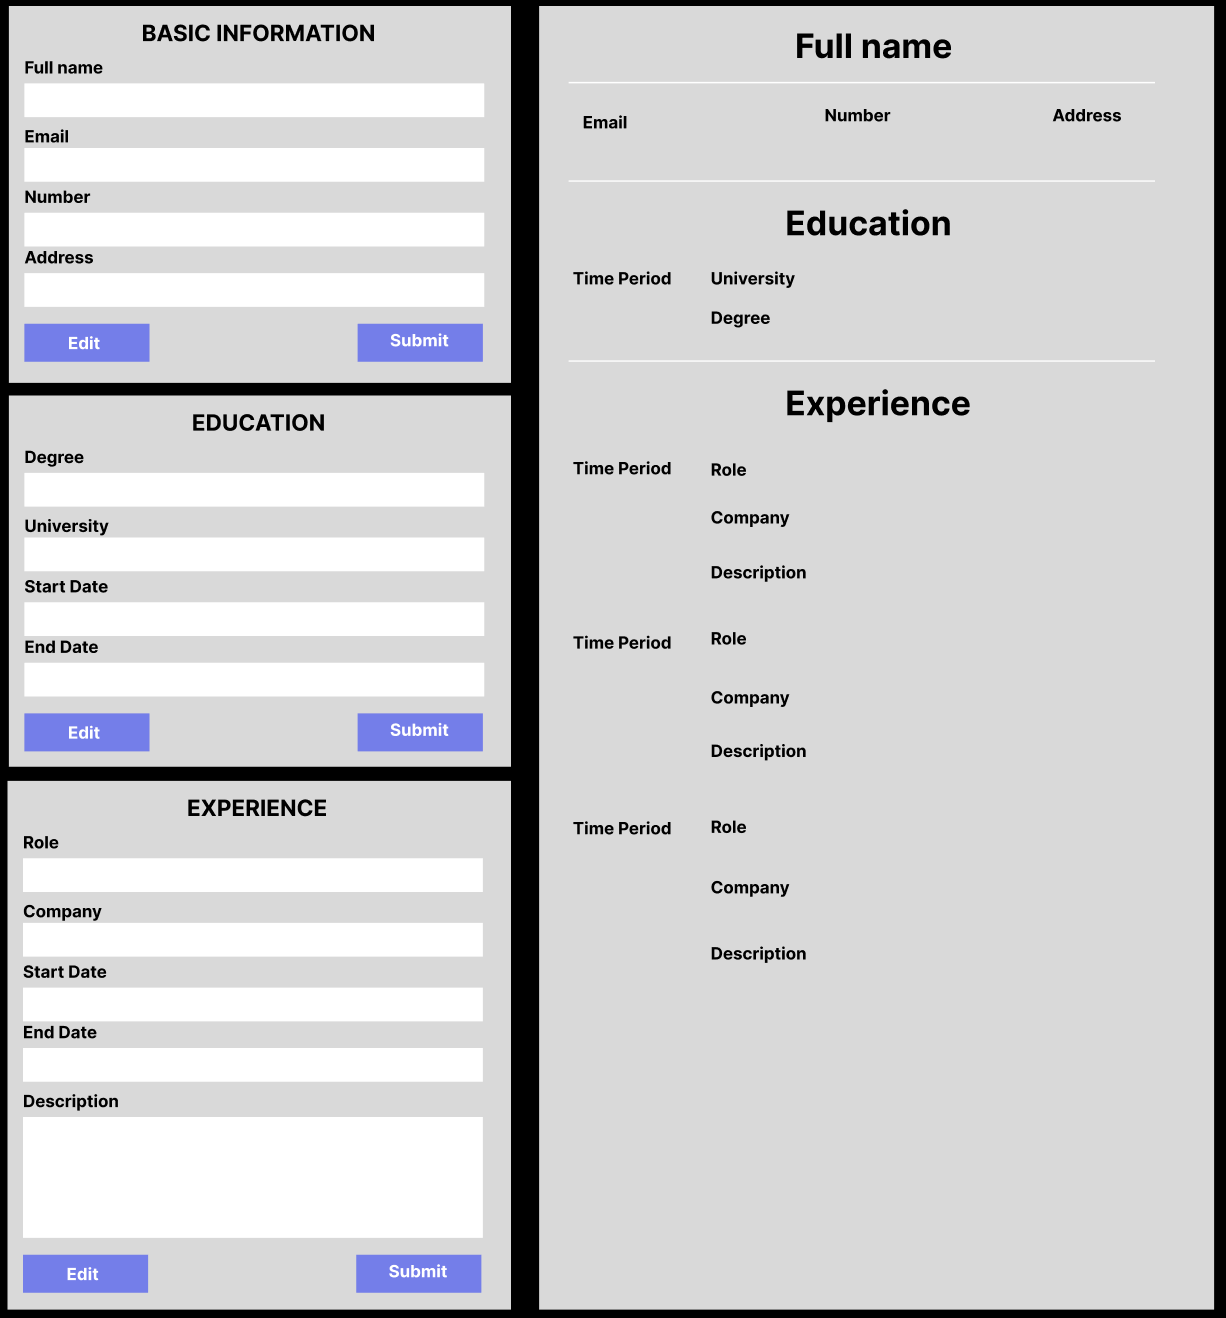 BASIC INFORMATION
Full name
Email
Number
Address
Edit
Submit
EDUCATION
Degree
University
Start Date
End Date
Edit
Submit
EXPERIENCE
Role
Company
Start Date
End Date
Description
Edit
Submit
Full name
Email
Number
Address
Education
Time Period
University
Degree
Experience
Time Period
Role
Company
Description
Time Period
Role
Company
Description
Time Period
Role
Company
Description